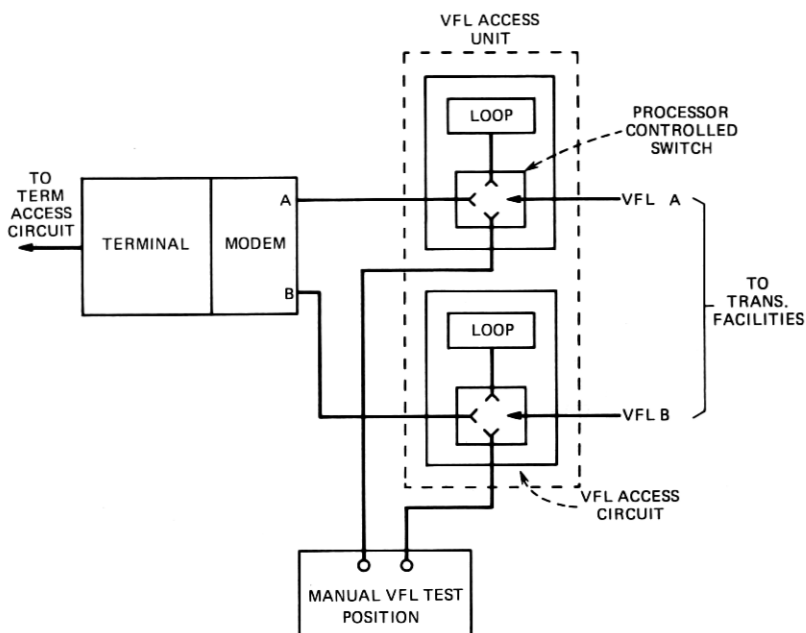 VFL ACCESS
UNIT
LOOP
PROCESSOR
CONTROLLED
SWITCH
TO
TERM
ACCESS
CIRCUIT
TERMINAL
MODEM
A
B
VFL A
TO
TRANS.
FACILITIES
LOOP
VFL B
VFL ACCESS
CIRCUIT
MANUAL VFL TEST
POSITION